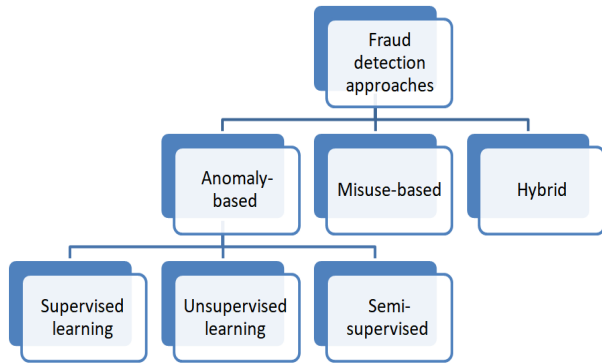 Fraud
detection
approaches
Anomaly-
based
Misuse-based
Hybrid
Supervised
learning
Unsupervised
learning
Semi-
supervised